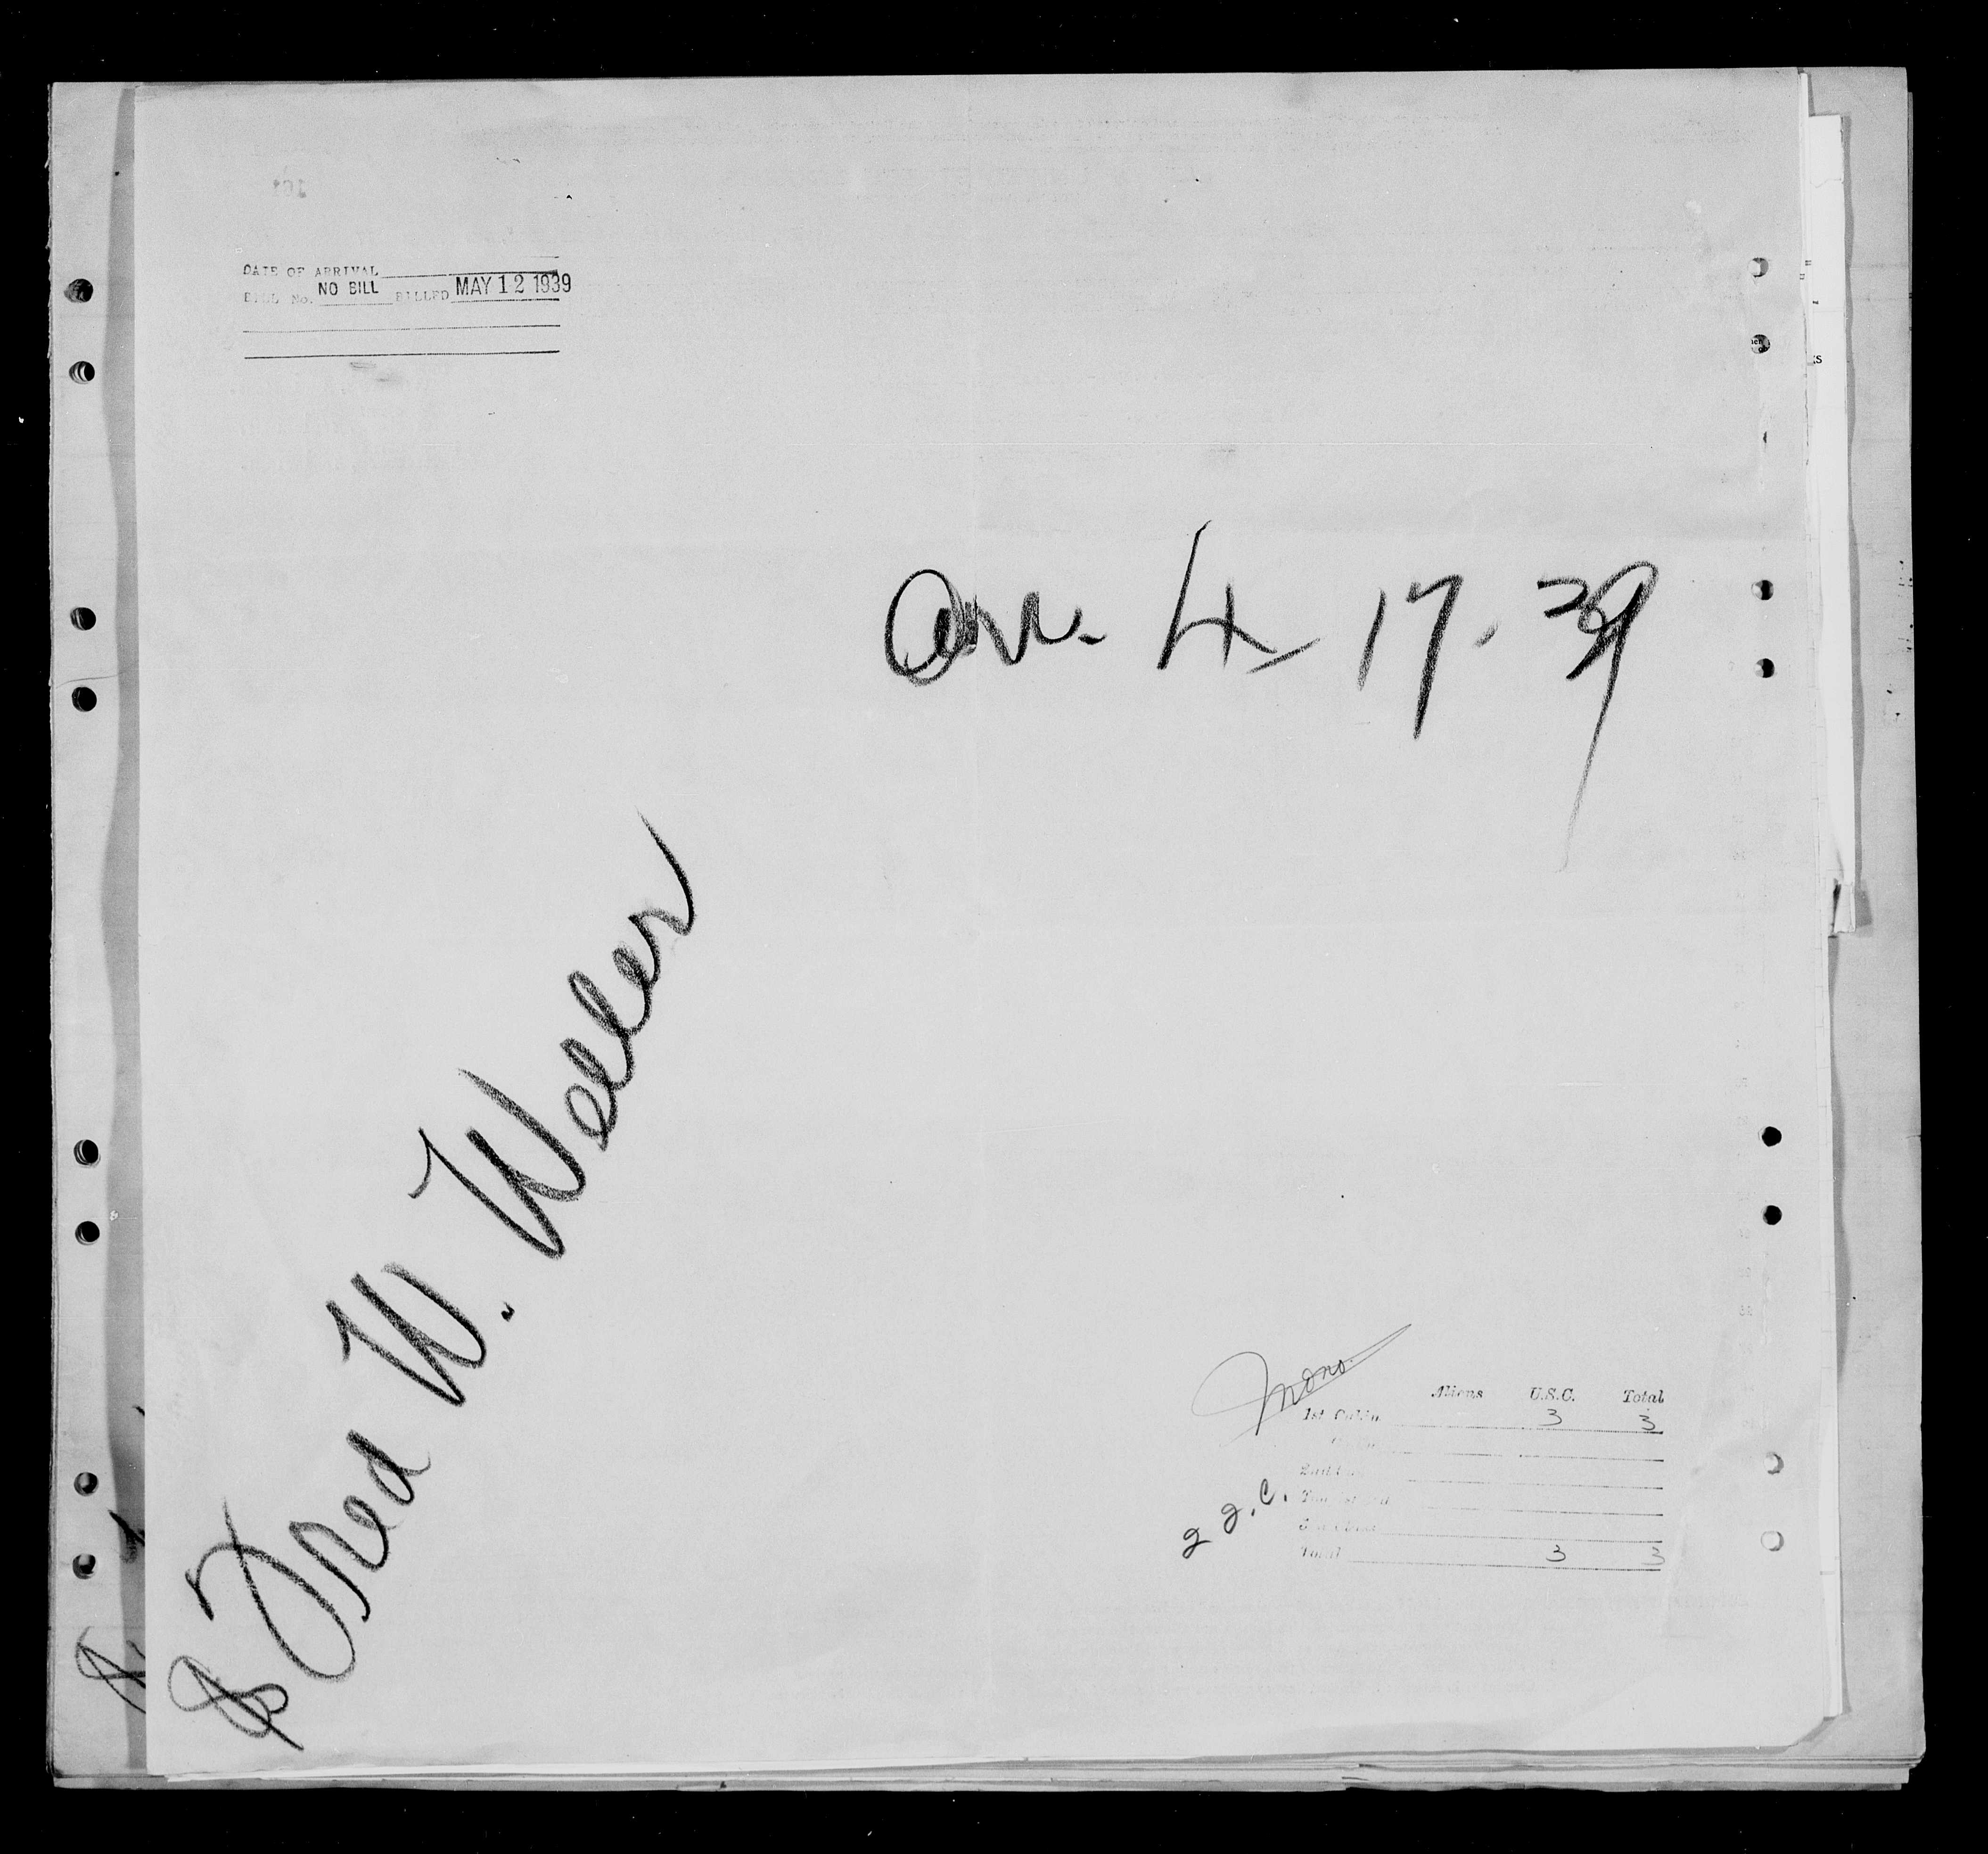 DATE OF ARRIVAL
BILL No. NO BILL BILLED MAY 12 1939
Arr. 4. 17. 39
Fred W. Weller
Aliens U.S.C. Total
1st Cabin 3 3
Total 3 3